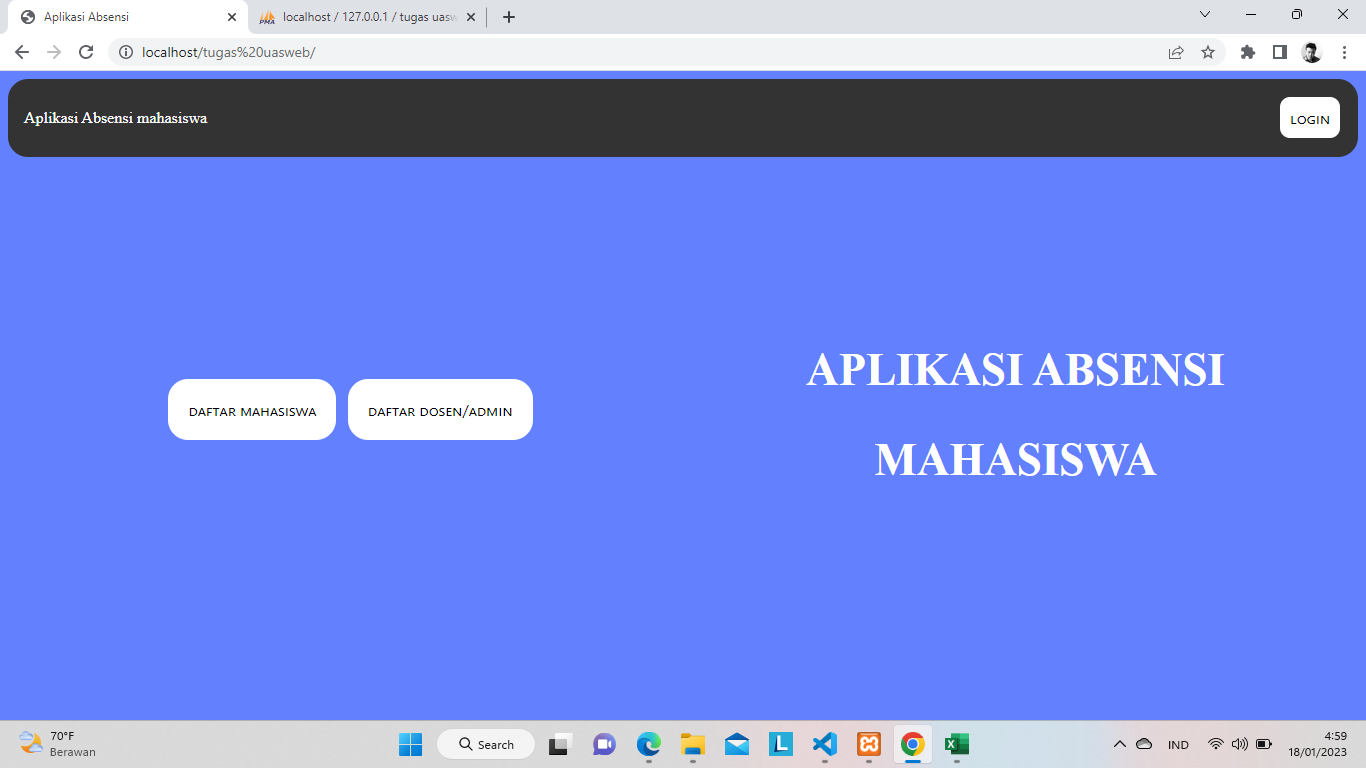 Aplikasi Absensi
localhost / 127.0.0.1 / tugas uasw
localhost/tugas%20uasweb/
Aplikasi Absensi mahasiswa
LOGIN
DAFTAR MAHASISWA
DAFTAR DOSEN/ADMIN
APLIKASI ABSENSI
MAHASISWA
70°F
Berawan
Search
IND
4:59
18/01/2023